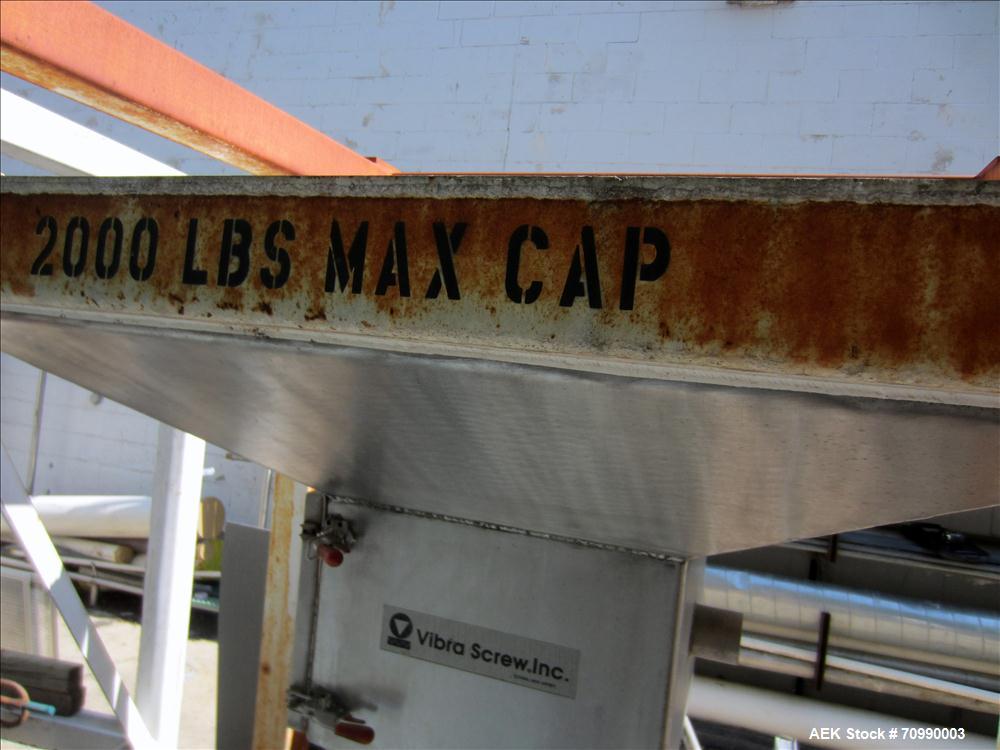 2000 LBS MAX CAP
Vibra Screw.Inc.
AEK Stock # 70990003